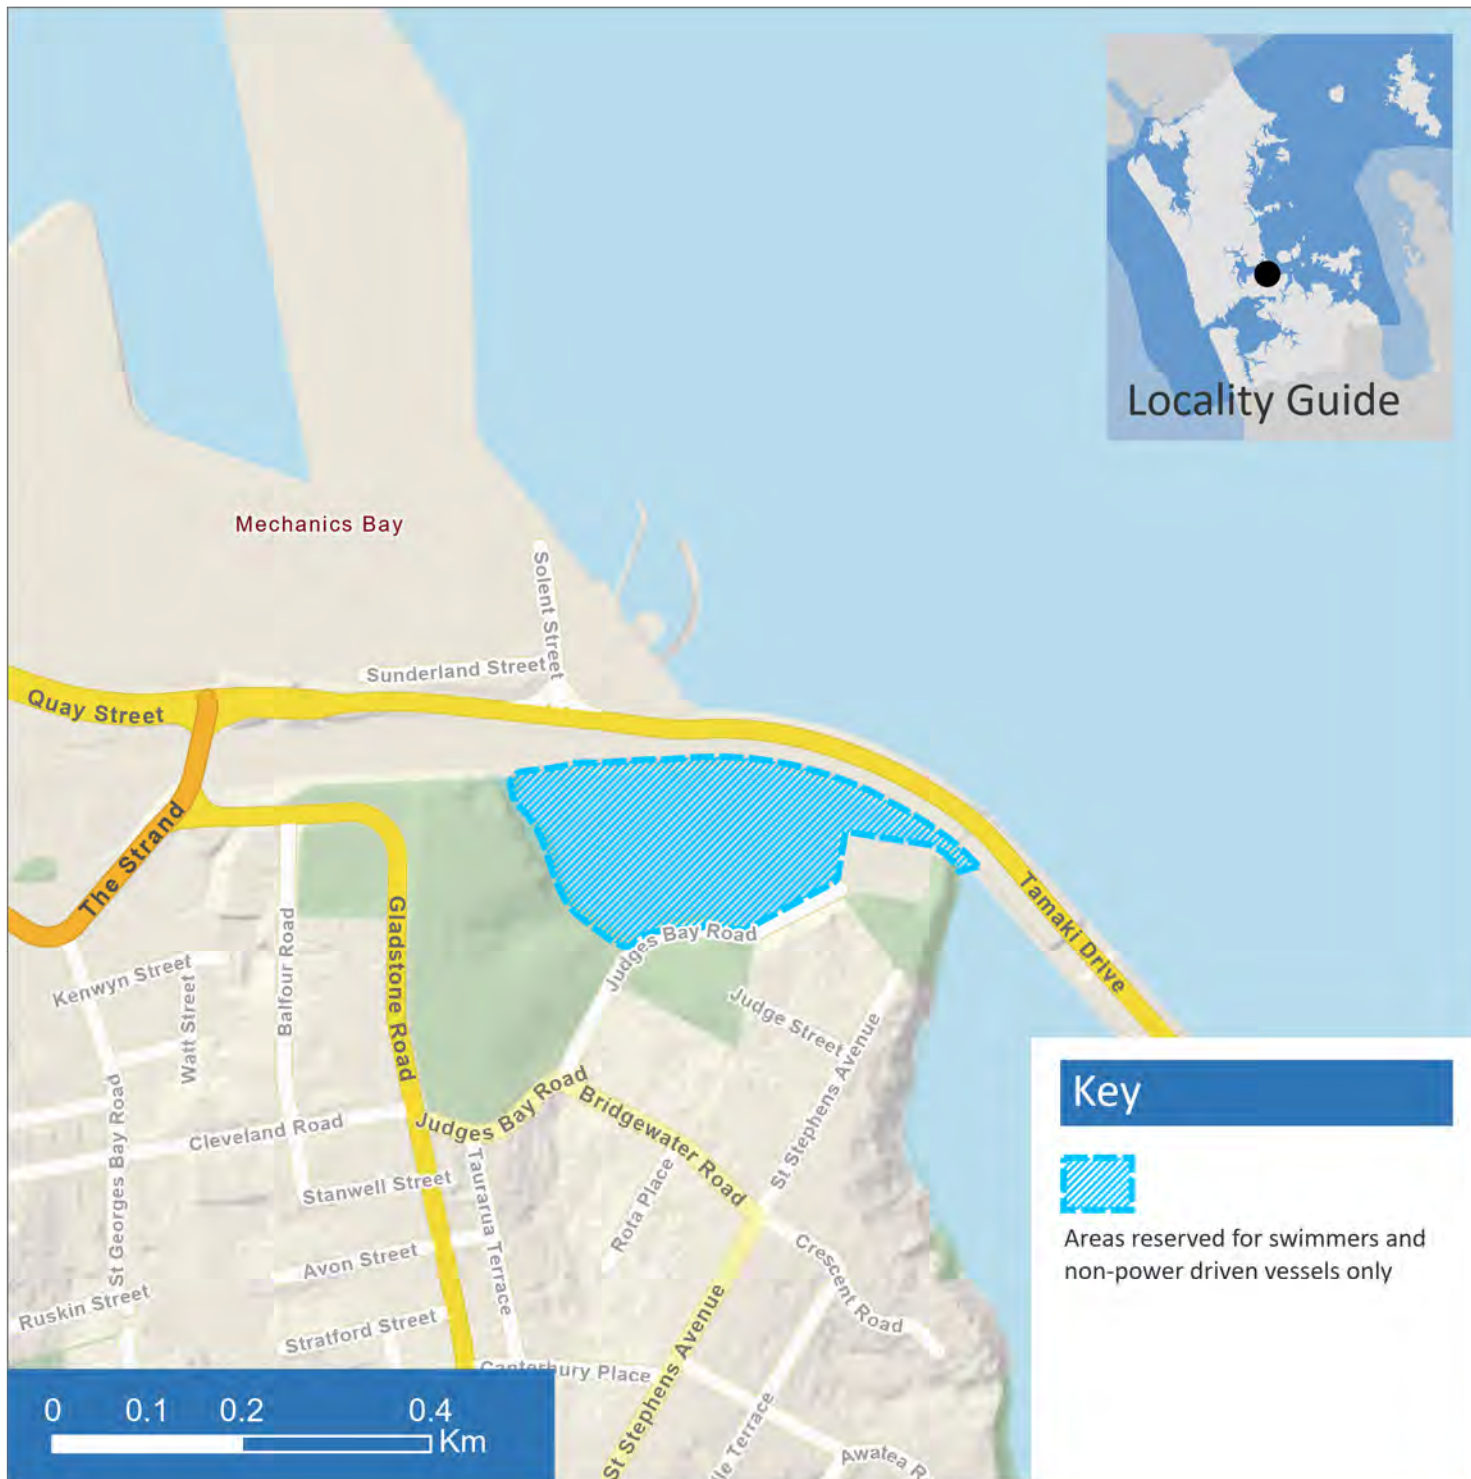 Locality Guide
Mechanics Bay
Solent Street
Sunderland Street
Quay Street
The Strand
Gladstone Road
Balfour Road
Kenwyn Street
Watt Street
St Georges Bay Road
Cleveland Road
Judges Bay Road
Judges Bay Road
Tamaki Drive
Judge Street
St Stephens Avenue
Bridgewater Road
Rota Place
Taurarua Terrace
Stanwell Street
Avon Street
Ruskin Street
Stratford Street
Crescent Road
Canterbury Place
St Stephens Avenue
Terrace
Awatea R
Key
Areas reserved for swimmers and
non-power driven vessels only
0 0.1 0.2 0.4
Km